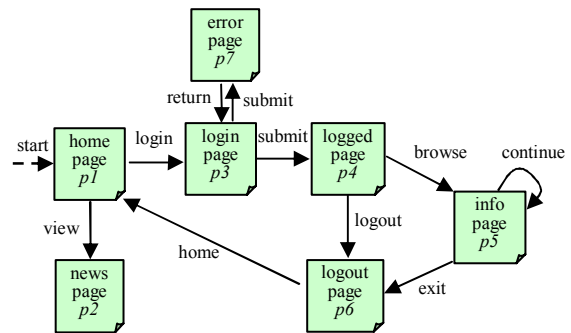 error
page
p7
return
submit
start
home
page
p1
login
login
page
p3
submit
logged
page
p4
browse
continue
info
page
p5
view
home
logout
news
page
p2
logout
page
p6
exit